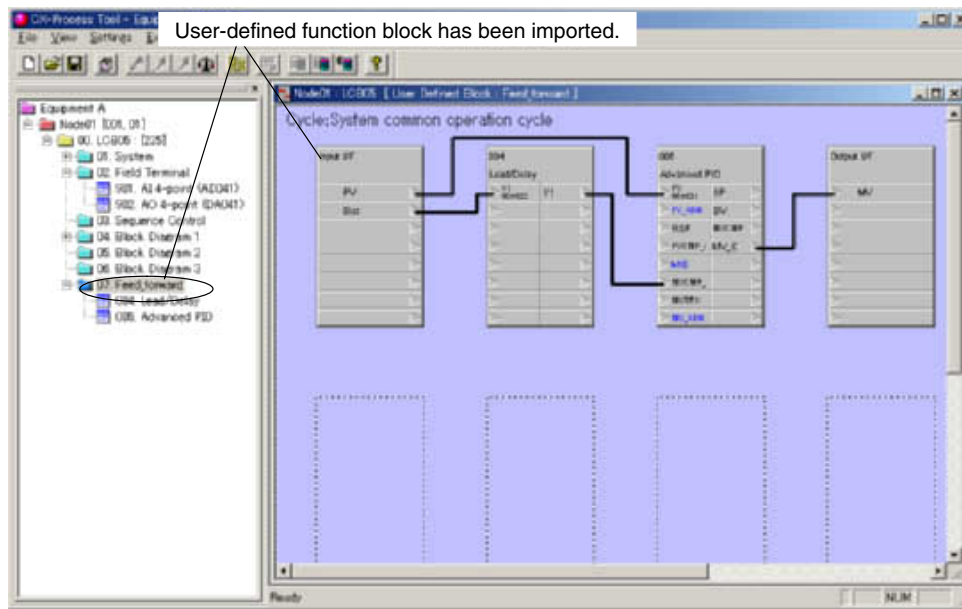 CX-Process Tool - Equi
User-defined function block has been imported.
File View Settings
Node01 : LCB05 [ User Defined Block : Feed_forward ]
Cycle;System common operation cycle
Equipment A
Node01 [001, 01]
00. LCB05 : [225]
01. System
02. Field Terminal
901. AI 4-point (AD041)
902. AO 4-point (DA041)
03. Sequence Control
04. Block Diagram 1
05. Block Diagram 2
06. Block Diagram 3
07. Feed_forward
004. Lead/Delay
005. Advanced PID
Input I/F
PV
Dist
004
Lead/Delay
X1
Y1
005
Advanced PID
PV
SP
DV
RSP
MV_C
Output I/F
MV
Ready
NUM